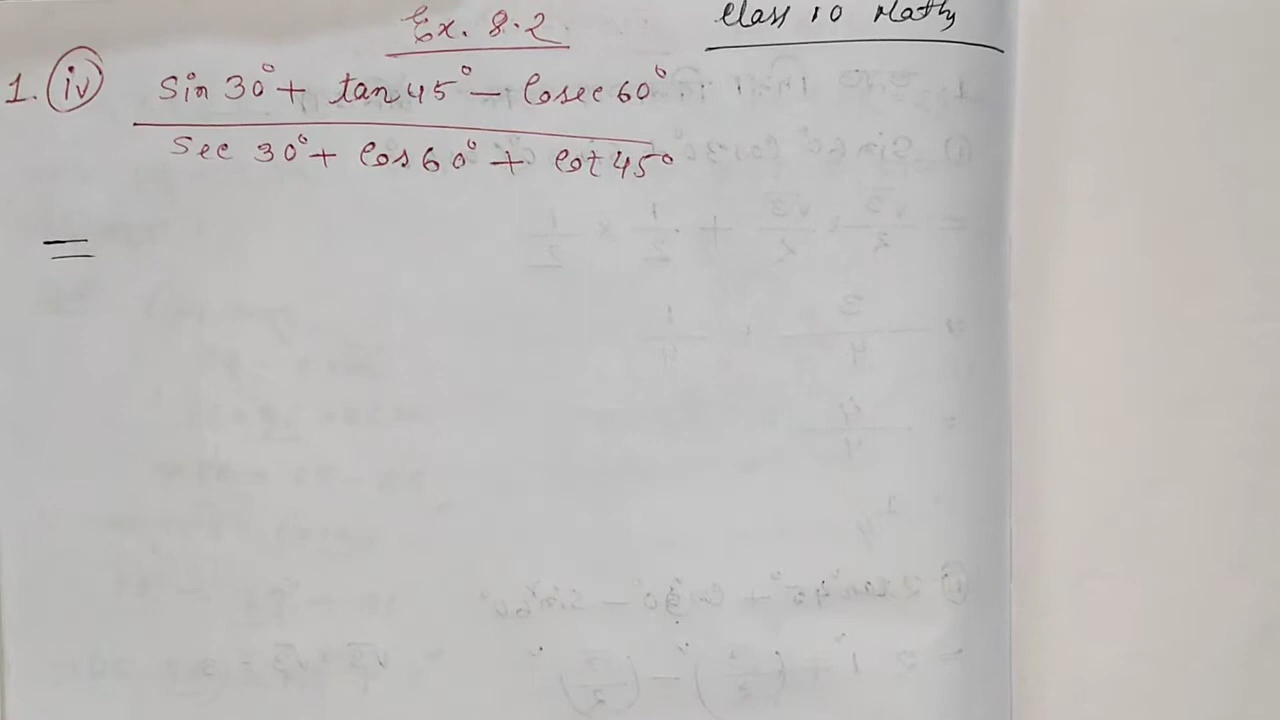 Ex. 8.2
Class 10 Math
1. (iv) Sin 30° + tan 45° – Cosec 60°
Sec 30° + Cos 60° + Cot 45°
=